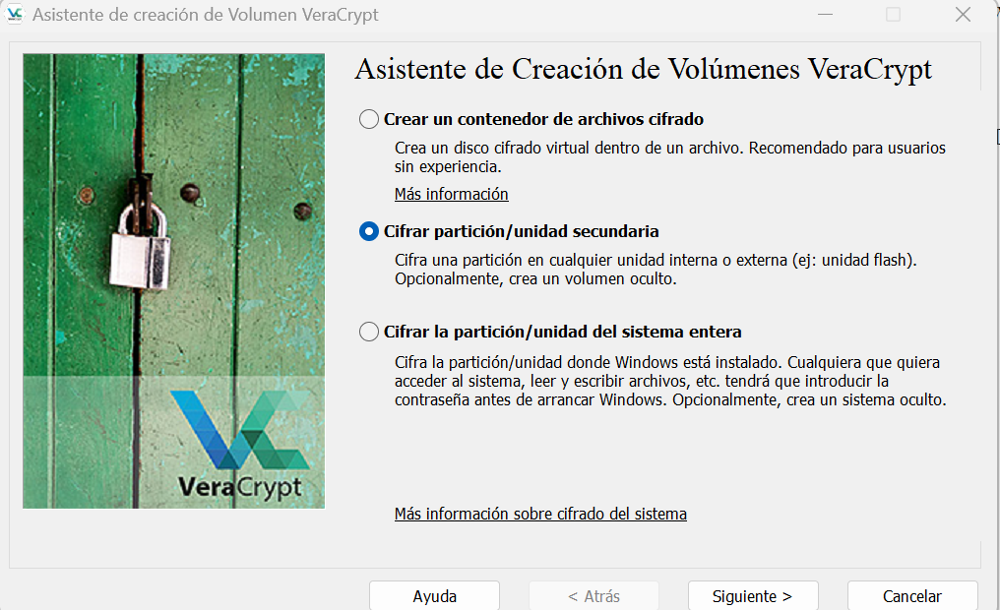 Asistente de creación de Volumen VeraCrypt
Asistente de Creación de Volúmenes VeraCrypt
Crear un contenedor de archivos cifrado
Crea un disco cifrado virtual dentro de un archivo. Recomendado para usuarios
sin experiencia.
Más información
Cifrar partición/unidad secundaria
Cifra una partición en cualquier unidad interna o externa (ej: unidad flash).
Opcionalmente, crea un volumen oculto.
Cifrar la partición/unidad del sistema entera
Cifra la partición/unidad donde Windows está instalado. Cualquiera que quiera
acceder al sistema, leer y escribir archivos, etc. tendrá que introducir la
contraseña antes de arrancar Windows. Opcionalmente, crea un sistema oculto.
VeraCrypt
Más información sobre cifrado del sistema
Ayuda
< Atrás
Siguiente >
Cancelar